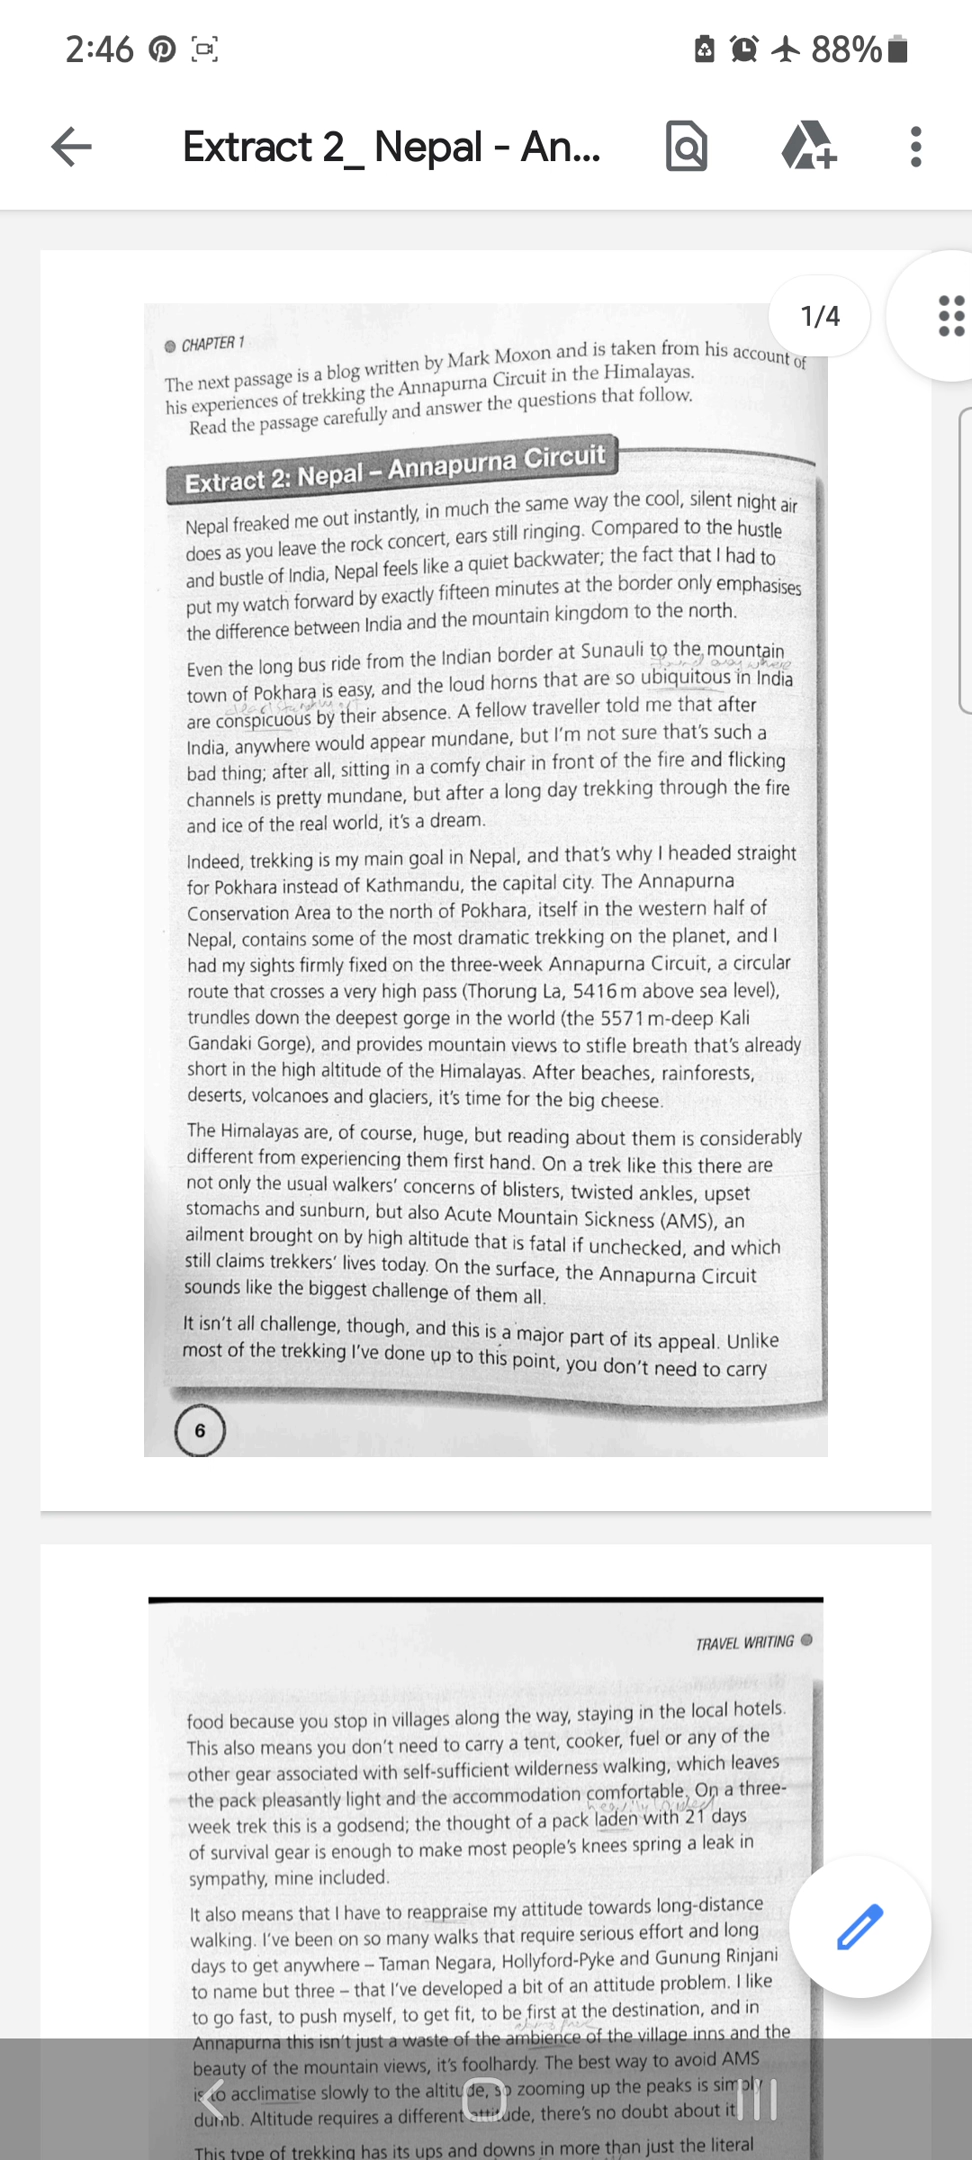 2:46 88%
Extract 2_ Nepal - An...
1/4
CHAPTER 1
The next passage is a blog written by Mark Moxon and is taken from his account of
his experiences of trekking the Annapurna Circuit in the Himalayas.
Read the passage carefully and answer the questions that follow.
Extract 2: Nepal – Annapurna Circuit
Nepal freaked me out instantly, in much the same way the cool, silent night air
does as you leave the rock concert, ears still ringing. Compared to the hustle
and bustle of India, Nepal feels like a quiet backwater; the fact that I had to
put my watch forward by exactly fifteen minutes at the border only emphasises
the difference between India and the mountain kingdom to the north.
Even the long bus ride from the Indian border at Sunauli to the mountain
town of Pokhara is easy, and the loud horns that are so ubiquitous in India
are conspicuous by their absence. A fellow traveller told me that after
India, anywhere would appear mundane, but I'm not sure that's such a
bad thing; after all, sitting in a comfy chair in front of the fire and flicking
channels is pretty mundane, but after a long day trekking through the fire
and ice of the real world, it's a dream.
Indeed, trekking is my main goal in Nepal, and that's why I headed straight
for Pokhara instead of Kathmandu, the capital city. The Annapurna
Conservation Area to the north of Pokhara, itself in the western half of
Nepal, contains some of the most dramatic trekking on the planet, and I
had my sights firmly fixed on the three-week Annapurna Circuit, a circular
route that crosses a very high pass (Thorung La, 5416 m above sea level),
trundles down the deepest gorge in the world (the 5571 m-deep Kali
Gandaki Gorge), and provides mountain views to stifle breath that's already
short in the high altitude of the Himalayas. After beaches, rainforests,
deserts, volcanoes and glaciers, it's time for the big cheese.
The Himalayas are, of course, huge, but reading about them is considerably
different from experiencing them first hand. On a trek like this there are
not only the usual walkers' concerns of blisters, twisted ankles, upset
stomachs and sunburn, but also Acute Mountain Sickness (AMS), an
ailment brought on by high altitude that is fatal if unchecked, and which
still claims trekkers' lives today. On the surface, the Annapurna Circuit
sounds like the biggest challenge of them all.
It isn't all challenge, though, and this is a major part of its appeal. Unlike
most of the trekking I've done up to this point, you don't need to carry
6
TRAVEL WRITING
food because you stop in villages along the way, staying in the local hotels.
This also means you don't need to carry a tent, cooker, fuel or any of the
other gear associated with self-sufficient wilderness walking, which leaves
the pack pleasantly light and the accommodation comfortable. On a three-
week trek this is a godsend; the thought of a pack laden with 21 days
of survival gear is enough to make most people's knees spring a leak in
sympathy, mine included.
It also means that I have to reappraise my attitude towards long-distance
walking. I've been on so many walks that require serious effort and long
days to get anywhere – Taman Negara, Hollyford-Pyke and Gunung Rinjani
to name but three – that I've developed a bit of an attitude problem. I like
to go fast, to push myself, to get fit, to be first at the destination, and in
Annapurna this isn't just a waste of the ambience of the village inns and the
beauty of the mountain views, it's foolhardy. The best way to avoid AMS
is to acclimatise slowly to the altitude, so zooming up the peaks is simply
dumb. Altitude requires a different attitude, there's no doubt about it.
This type of trekking has its ups and downs in more than just the literal